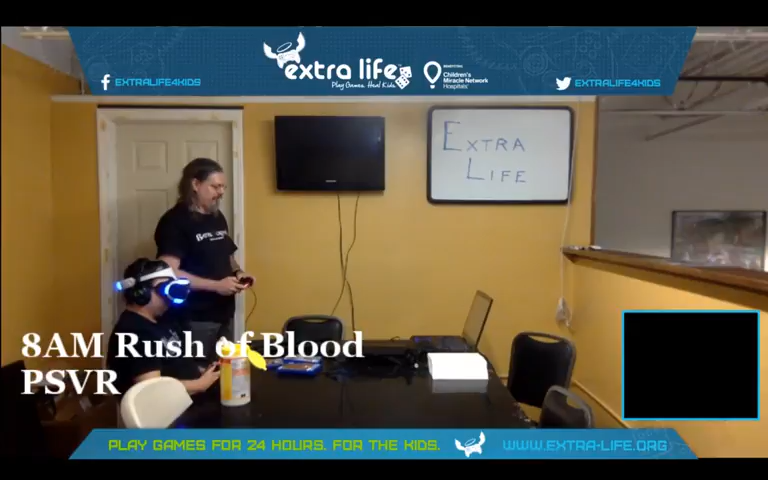 extra life
Play Games. Heal Kids.
BENEFITING
Children's
Miracle Network
Hospitals
EXTRALIFE4KIDS
EXTRALIFE4KIDS
EXTRA
LIFE
8AM Rush of Blood
PSVR
PLAY GAMES FOR 24 HOURS. FOR THE KIDS.
WWW.EXTRA-LIFE.ORG